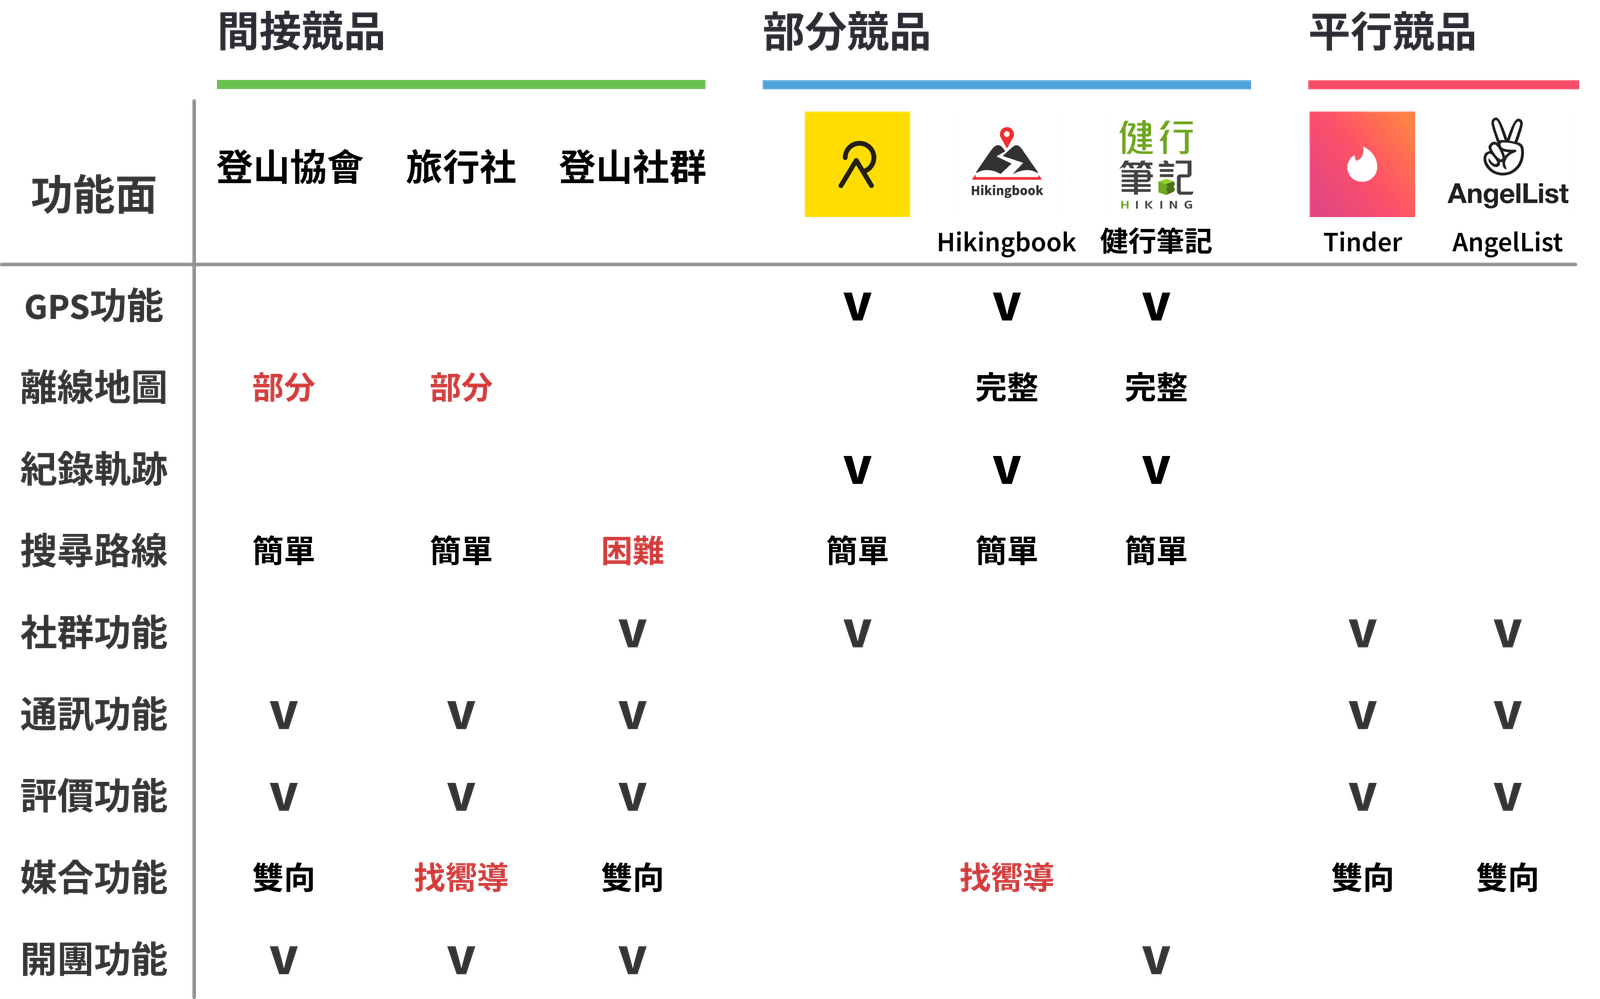 間接競品 部分競品 平行競品
功能面 登山協會 旅行社 登山社群 Hikingbook 健行筆記 HIKING AngelList
Hikingbook 健行筆記 Tinder AngelList
GPS功能 V V V
離線地圖 部分 部分 完整 完整
紀錄軌跡 V V V
搜尋路線 簡單 簡單 困難 簡單 簡單 簡單
社群功能 V V V V
通訊功能 V V V V V
評價功能 V V V V V
媒合功能 雙向 找嚮導 雙向 找嚮導 雙向 雙向
開團功能 V V V V